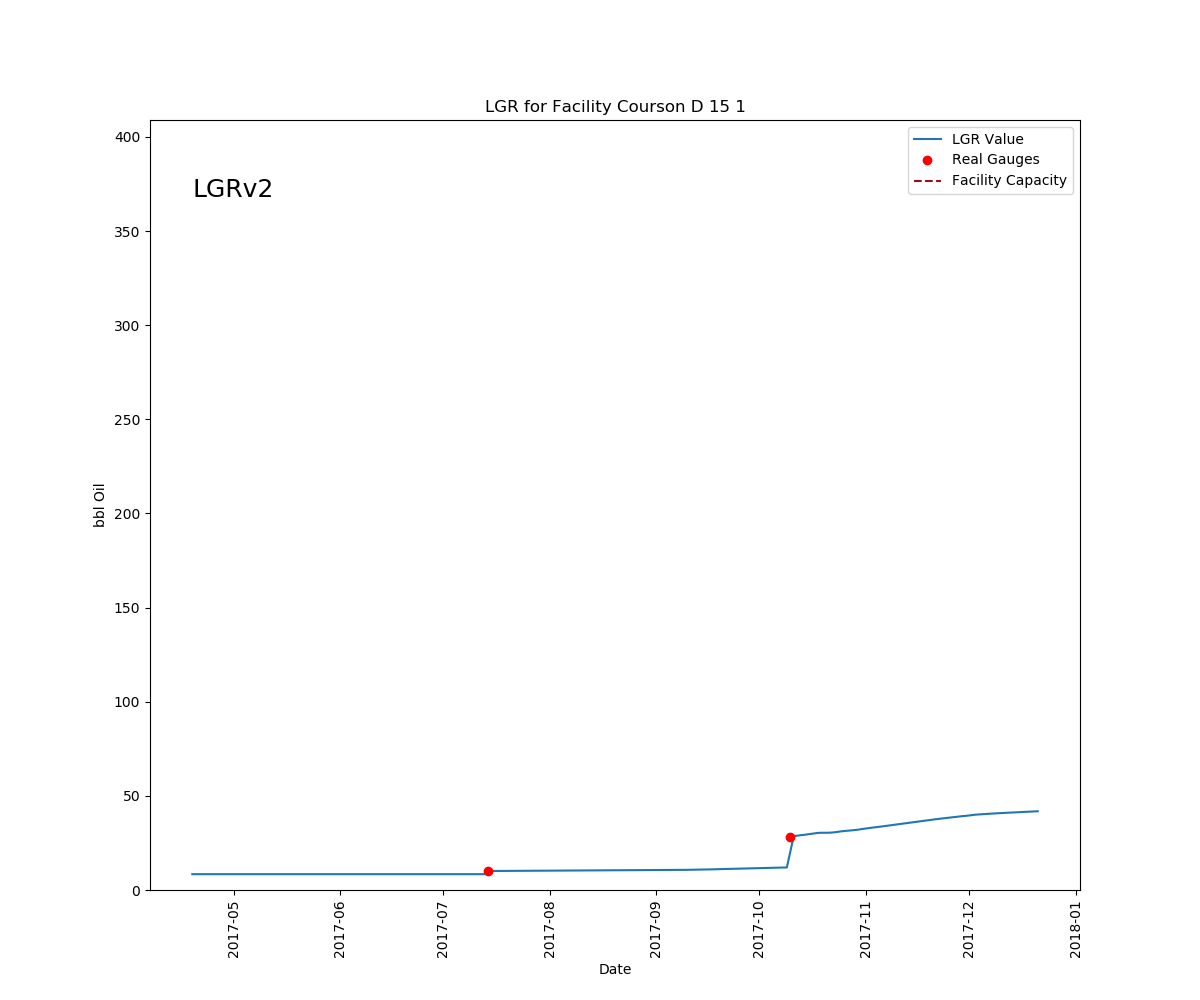 LGR for Facility Courson D 15 1
LGR Value
Real Gauges
Facility Capacity
LGRv2
bbl Oil
400
350
300
250
200
150
100
50
0
2017-05
2017-06
2017-07
2017-08
2017-09
2017-10
2017-11
2017-12
2018-01
Date